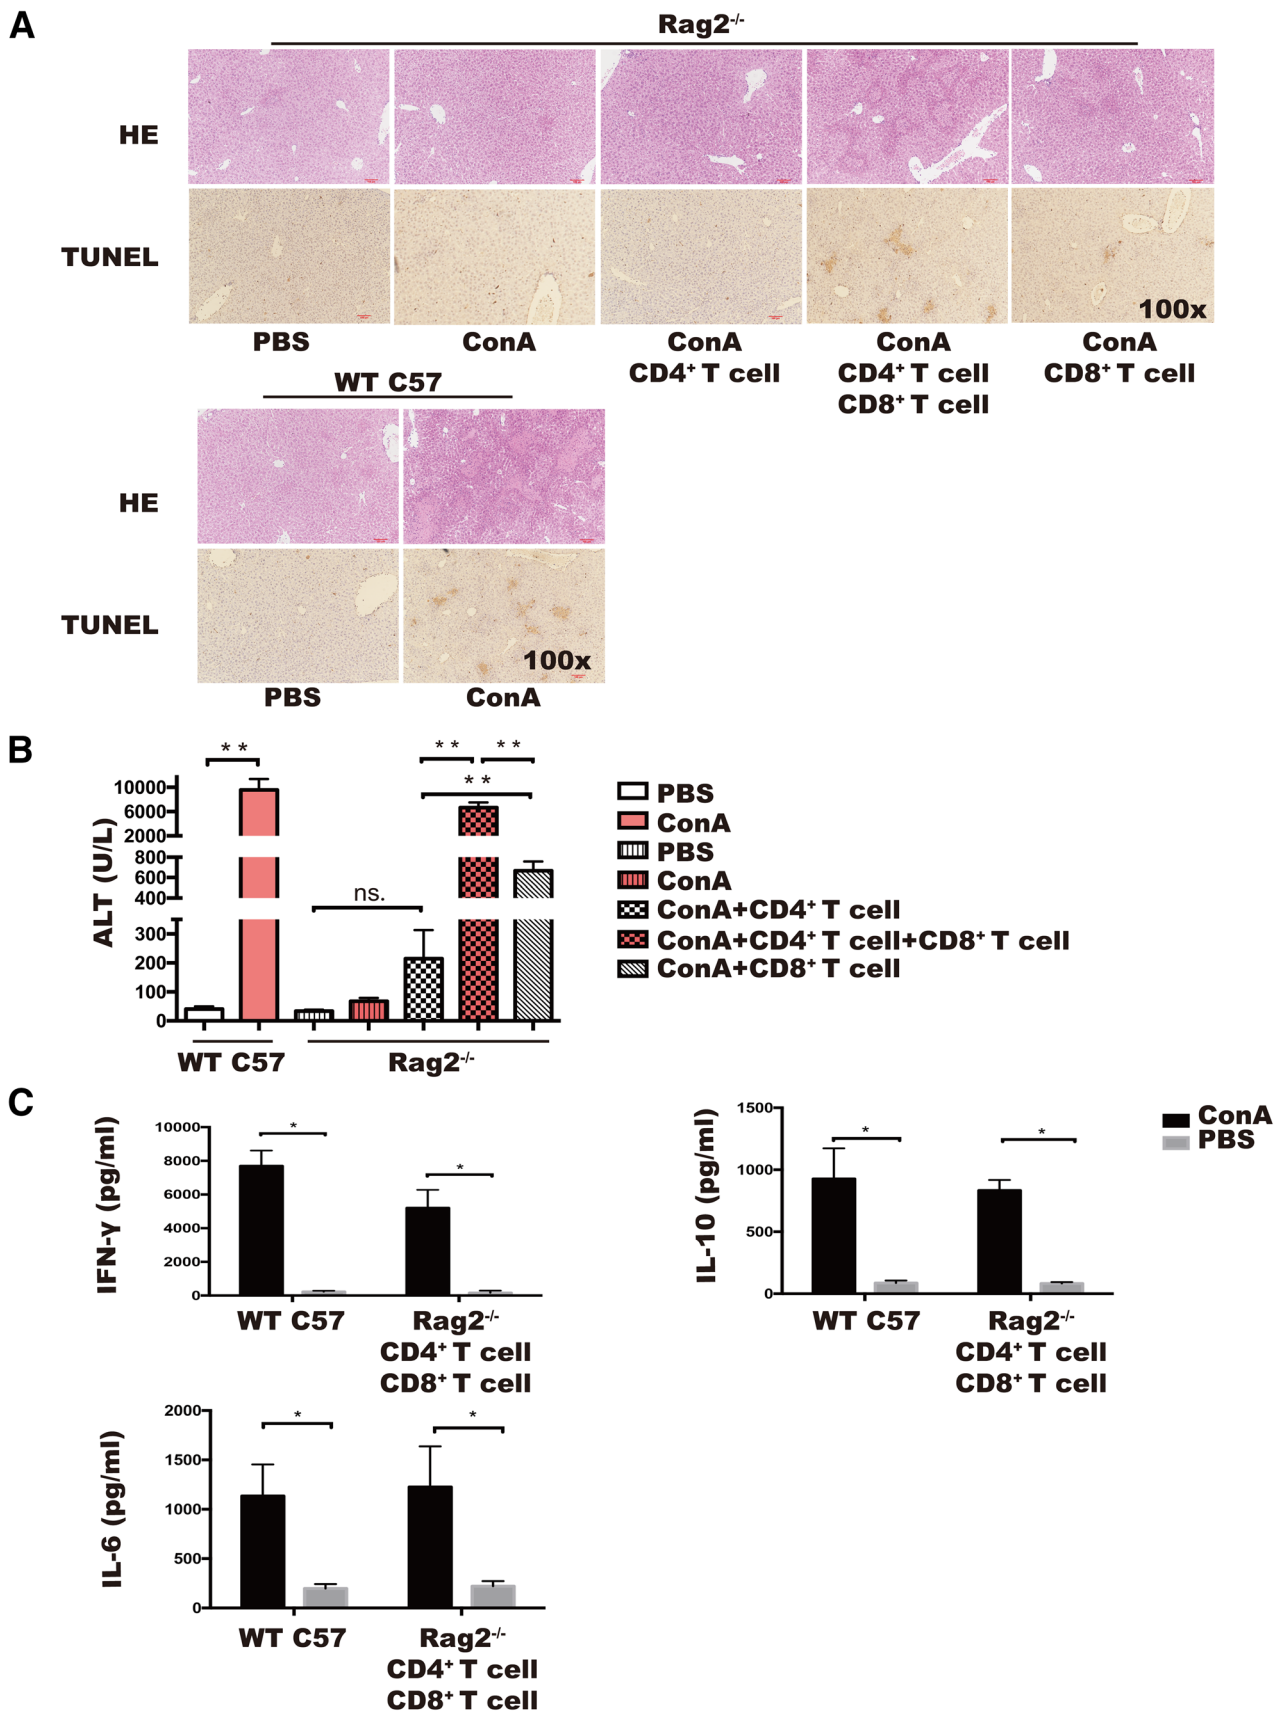 A
Rag2-/-
HE
TUNEL
100x
PBS
ConA
ConA
CD4+ T cell
ConA
CD4+ T cell
CD8+ T cell
ConA
CD8+ T cell
WT C57
HE
TUNEL
100x
PBS
ConA
B
ALT (U/L)
10000
6000
2000
800
600
400
300
200
100
0
* *
ns.
* *
* *
* *
WT C57
Rag2-/-
PBS
ConA
PBS
ConA
ConA+CD4+ T cell
ConA+CD4+ T cell+CD8+ T cell
ConA+CD8+ T cell
C
IFN-γ (pg/ml)
10000
8000
6000
4000
2000
0
*
*
WT C57
Rag2-/-
CD4+ T cell
CD8+ T cell
IL-10 (pg/ml)
1500
1000
500
0
*
*
WT C57
Rag2-/-
CD4+ T cell
CD8+ T cell
ConA
PBS
IL-6 (pg/ml)
2000
1500
1000
500
0
*
*
WT C57
Rag2-/-
CD4+ T cell
CD8+ T cell